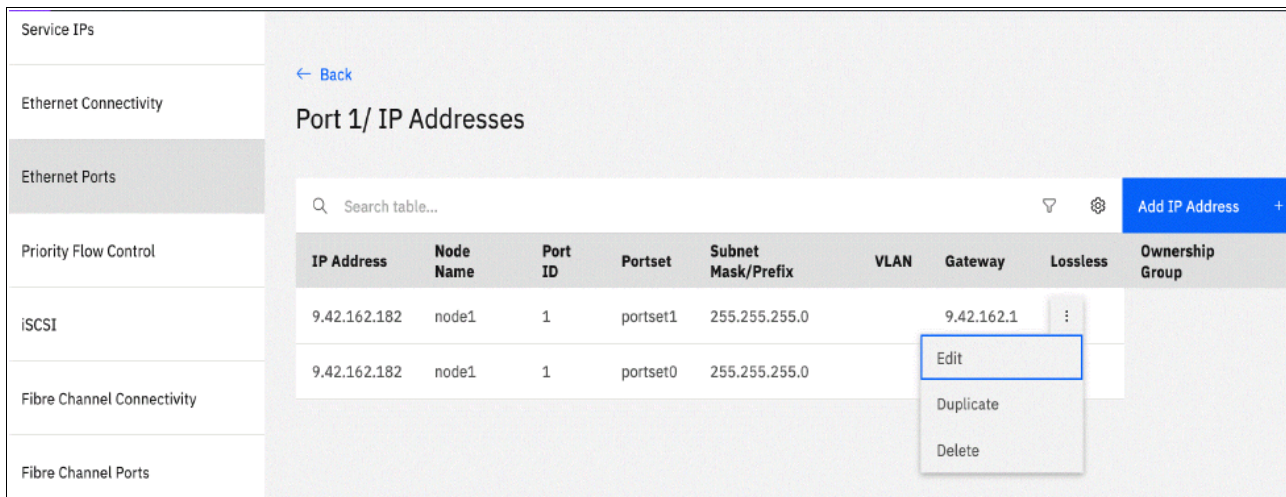 Service IPs
Ethernet Connectivity
Ethernet Ports
Priority Flow Control
iSCSI
Fibre Channel Connectivity
Fibre Channel Ports
← Back
Port 1/ IP Addresses
Search table...
Add IP Address +
IP Address Node Name Port ID Portset Subnet Mask/Prefix VLAN Gateway Lossless Ownership Group
9.42.162.182 node1 1 portset1 255.255.255.0 9.42.162.1
9.42.162.182 node1 1 portset0 255.255.255.0
Edit
Duplicate
Delete